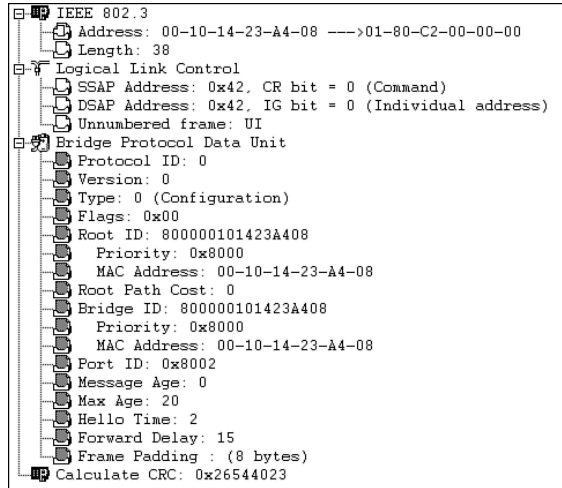 IEEE 802.3
Address: 00-10-14-23-A4-08 --->01-80-C2-00-00-00
Length: 38
Logical Link Control
SSAP Address: 0x42, CR bit = 0 (Command)
DSAP Address: 0x42, IG bit = 0 (Individual address)
Unnumbered frame: UI
Bridge Protocol Data Unit
Protocol ID: 0
Version: 0
Type: 0 (Configuration)
Flags: 0x00
Root ID: 800000101423A408
Priority: 0x8000
MAC Address: 00-10-14-23-A4-08
Root Path Cost: 0
Bridge ID: 800000101423A408
Priority: 0x8000
MAC Address: 00-10-14-23-A4-08
Port ID: 0x8002
Message Age: 0
Max Age: 20
Hello Time: 2
Forward Delay: 15
Frame Padding : (8 bytes)
Calculate CRC: 0x26544023